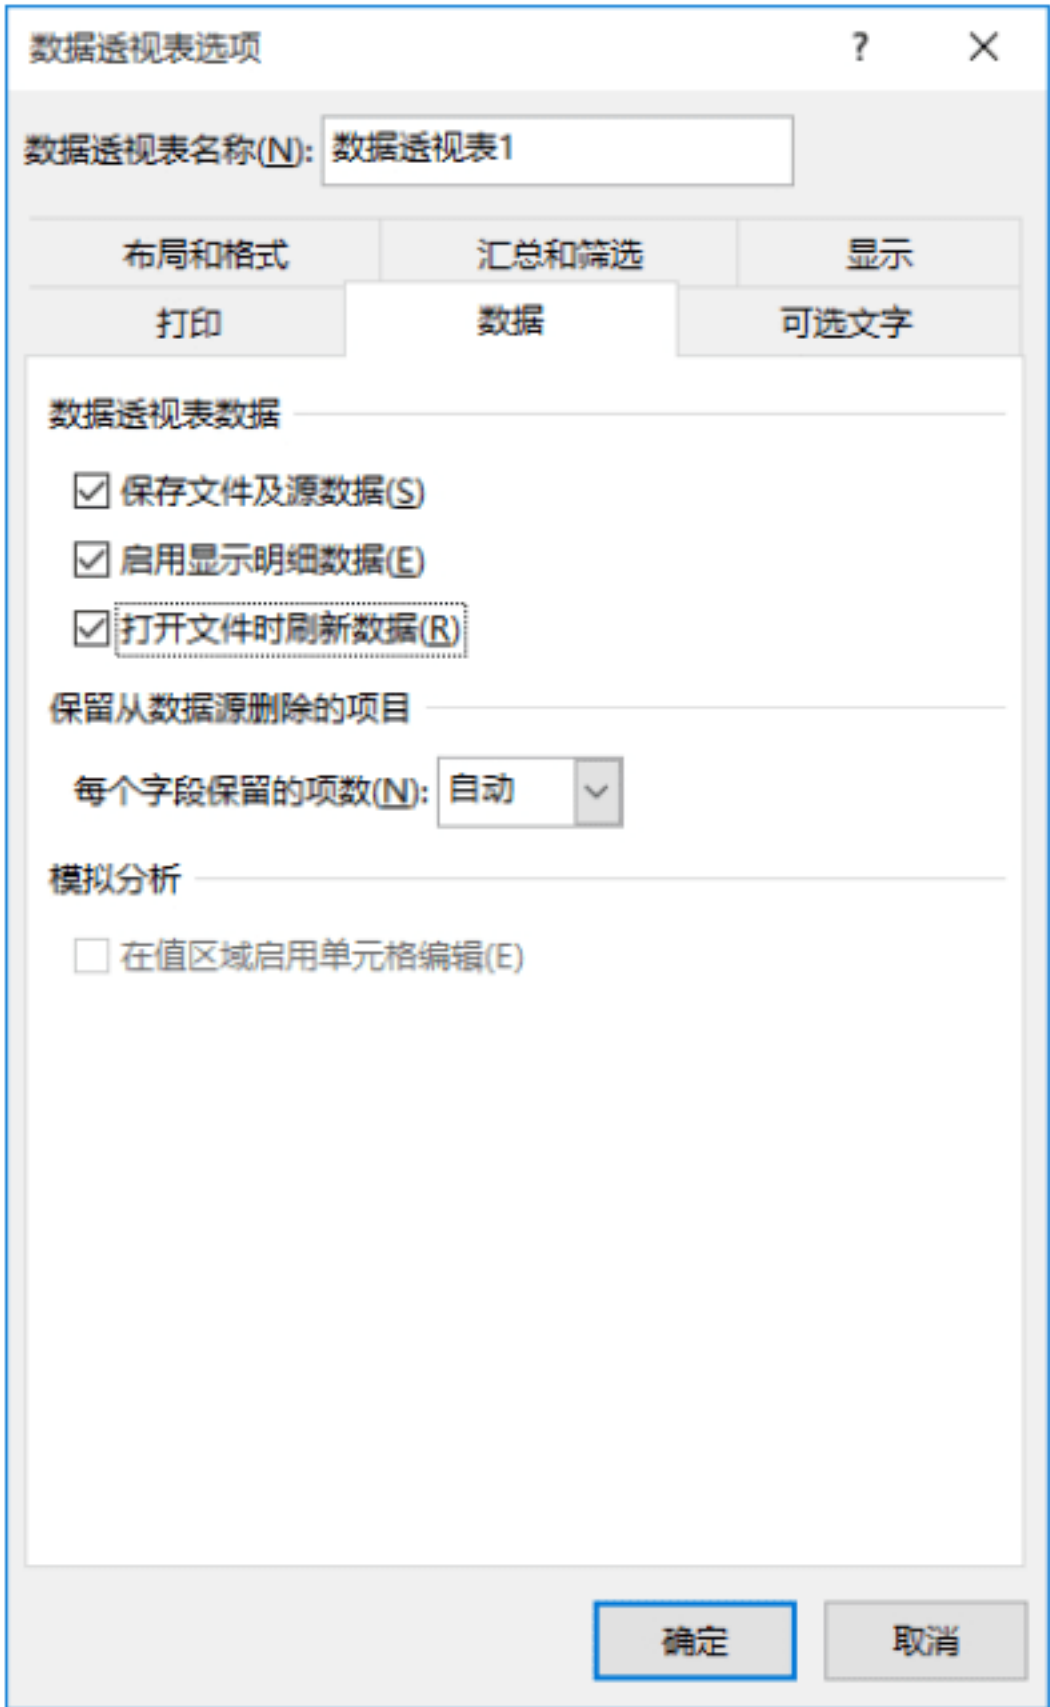 数据透视表选项 ?
数据透视表名称(N): 数据透视表1
布局和格式 汇总和筛选 显示
打印 数据 可选文字
数据透视表数据
保存文件及源数据(S)
启用显示明细数据(E)
打开文件时刷新数据(R)
保留从数据源删除的项目
每个字段保留的项数(N): 自动
模拟分析
在值区域启用单元格编辑(E)
确定 取消